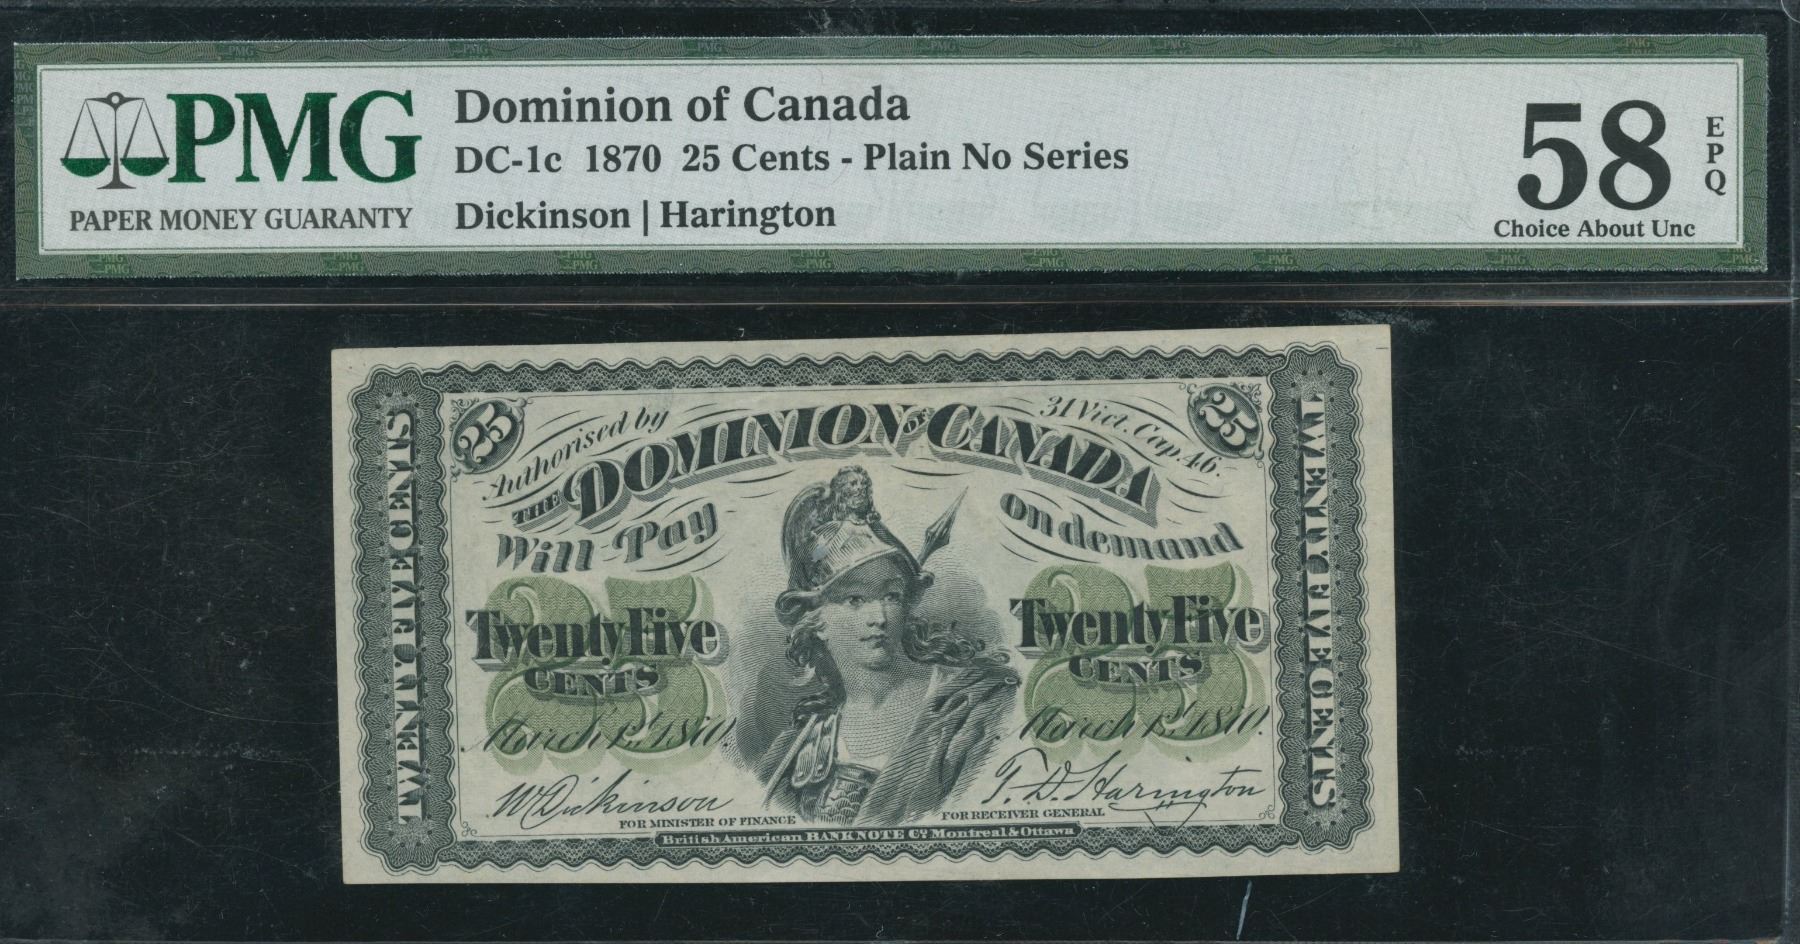 PMG
PAPER MONEY GUARANTY
Dominion of Canada
DC-1c 1870 25 Cents - Plain No Series
Dickinson | Harington
58
EPQ
Choice About Unc
25
Authorised by
31 Vict. Cap. 46.
25
THE DOMINION OF CANADA
Will Pay
on demand
25
25
Twenty Five
CENTS
Twenty Five
CENTS
March 1st, 1870.
March 1st, 1870.
W Dickinson
T. D. Harington
FOR MINISTER OF FINANCE
FOR RECEIVER GENERAL
British American BANK NOTE Co. Montreal & Ottawa
TWENTY FIVE CENTS
TWENTY FIVE CENTS